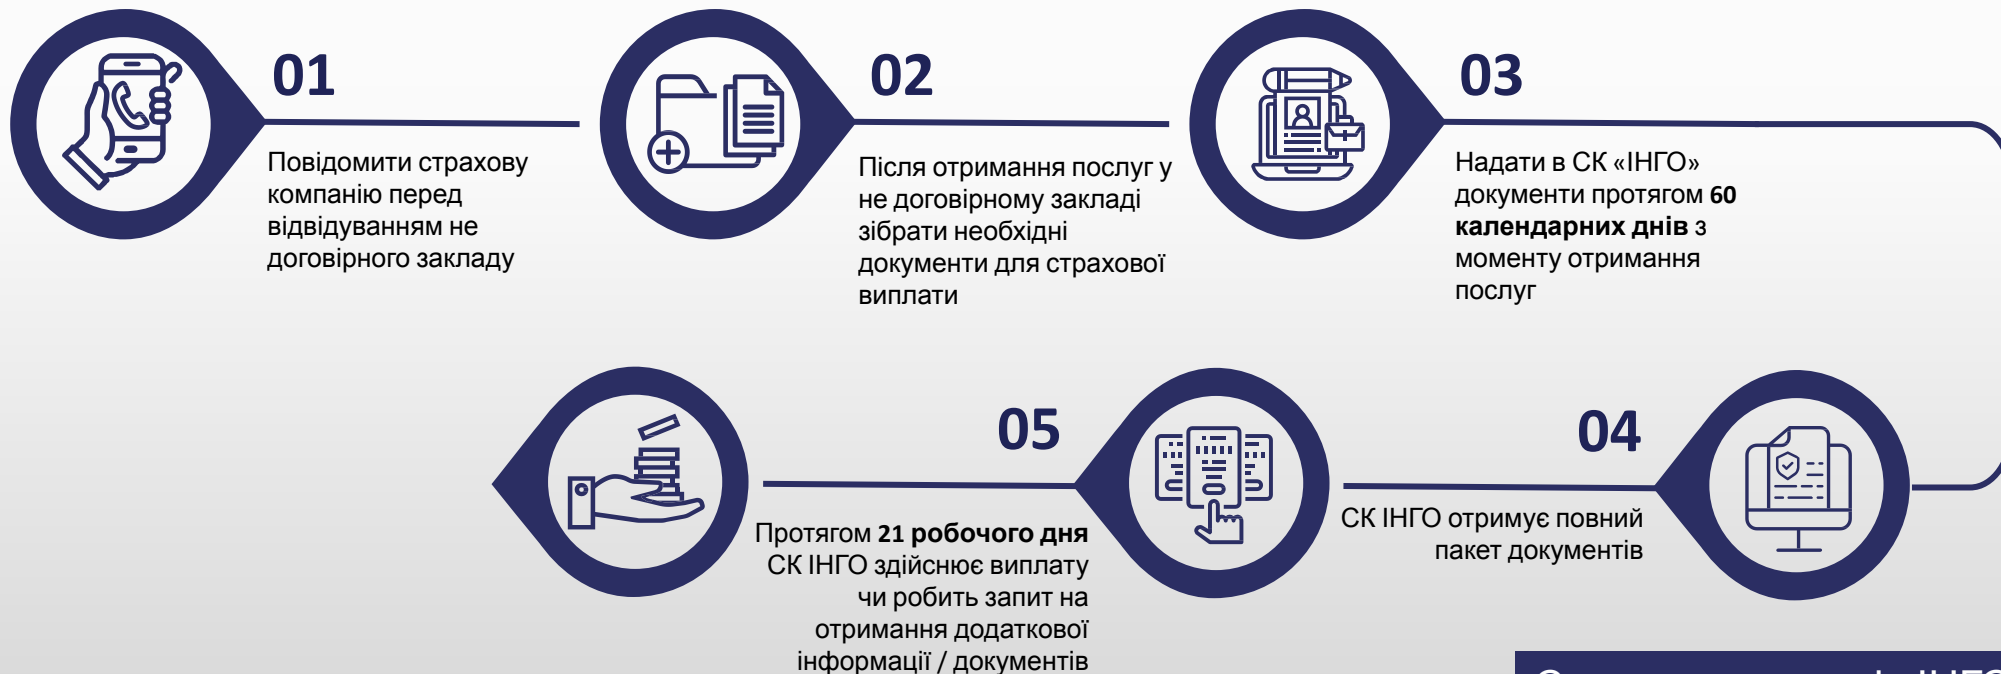 01
Повідомити страхову
компанію перед
відвідуванням не
договірного закладу
02
Після отримання послуг у
не договірному закладі
зібрати необхідні
документи для страхової
виплати
03
Надати в СК «ІНГО»
документи протягом 60
календарних днів з
моменту отримання
послуг
04
СК ІНГО отримує повний
пакет документів
05
Протягом 21 робочого дня
СК ІНГО здійснює виплату
чи робить запит на
отримання додаткової
інформації / документів